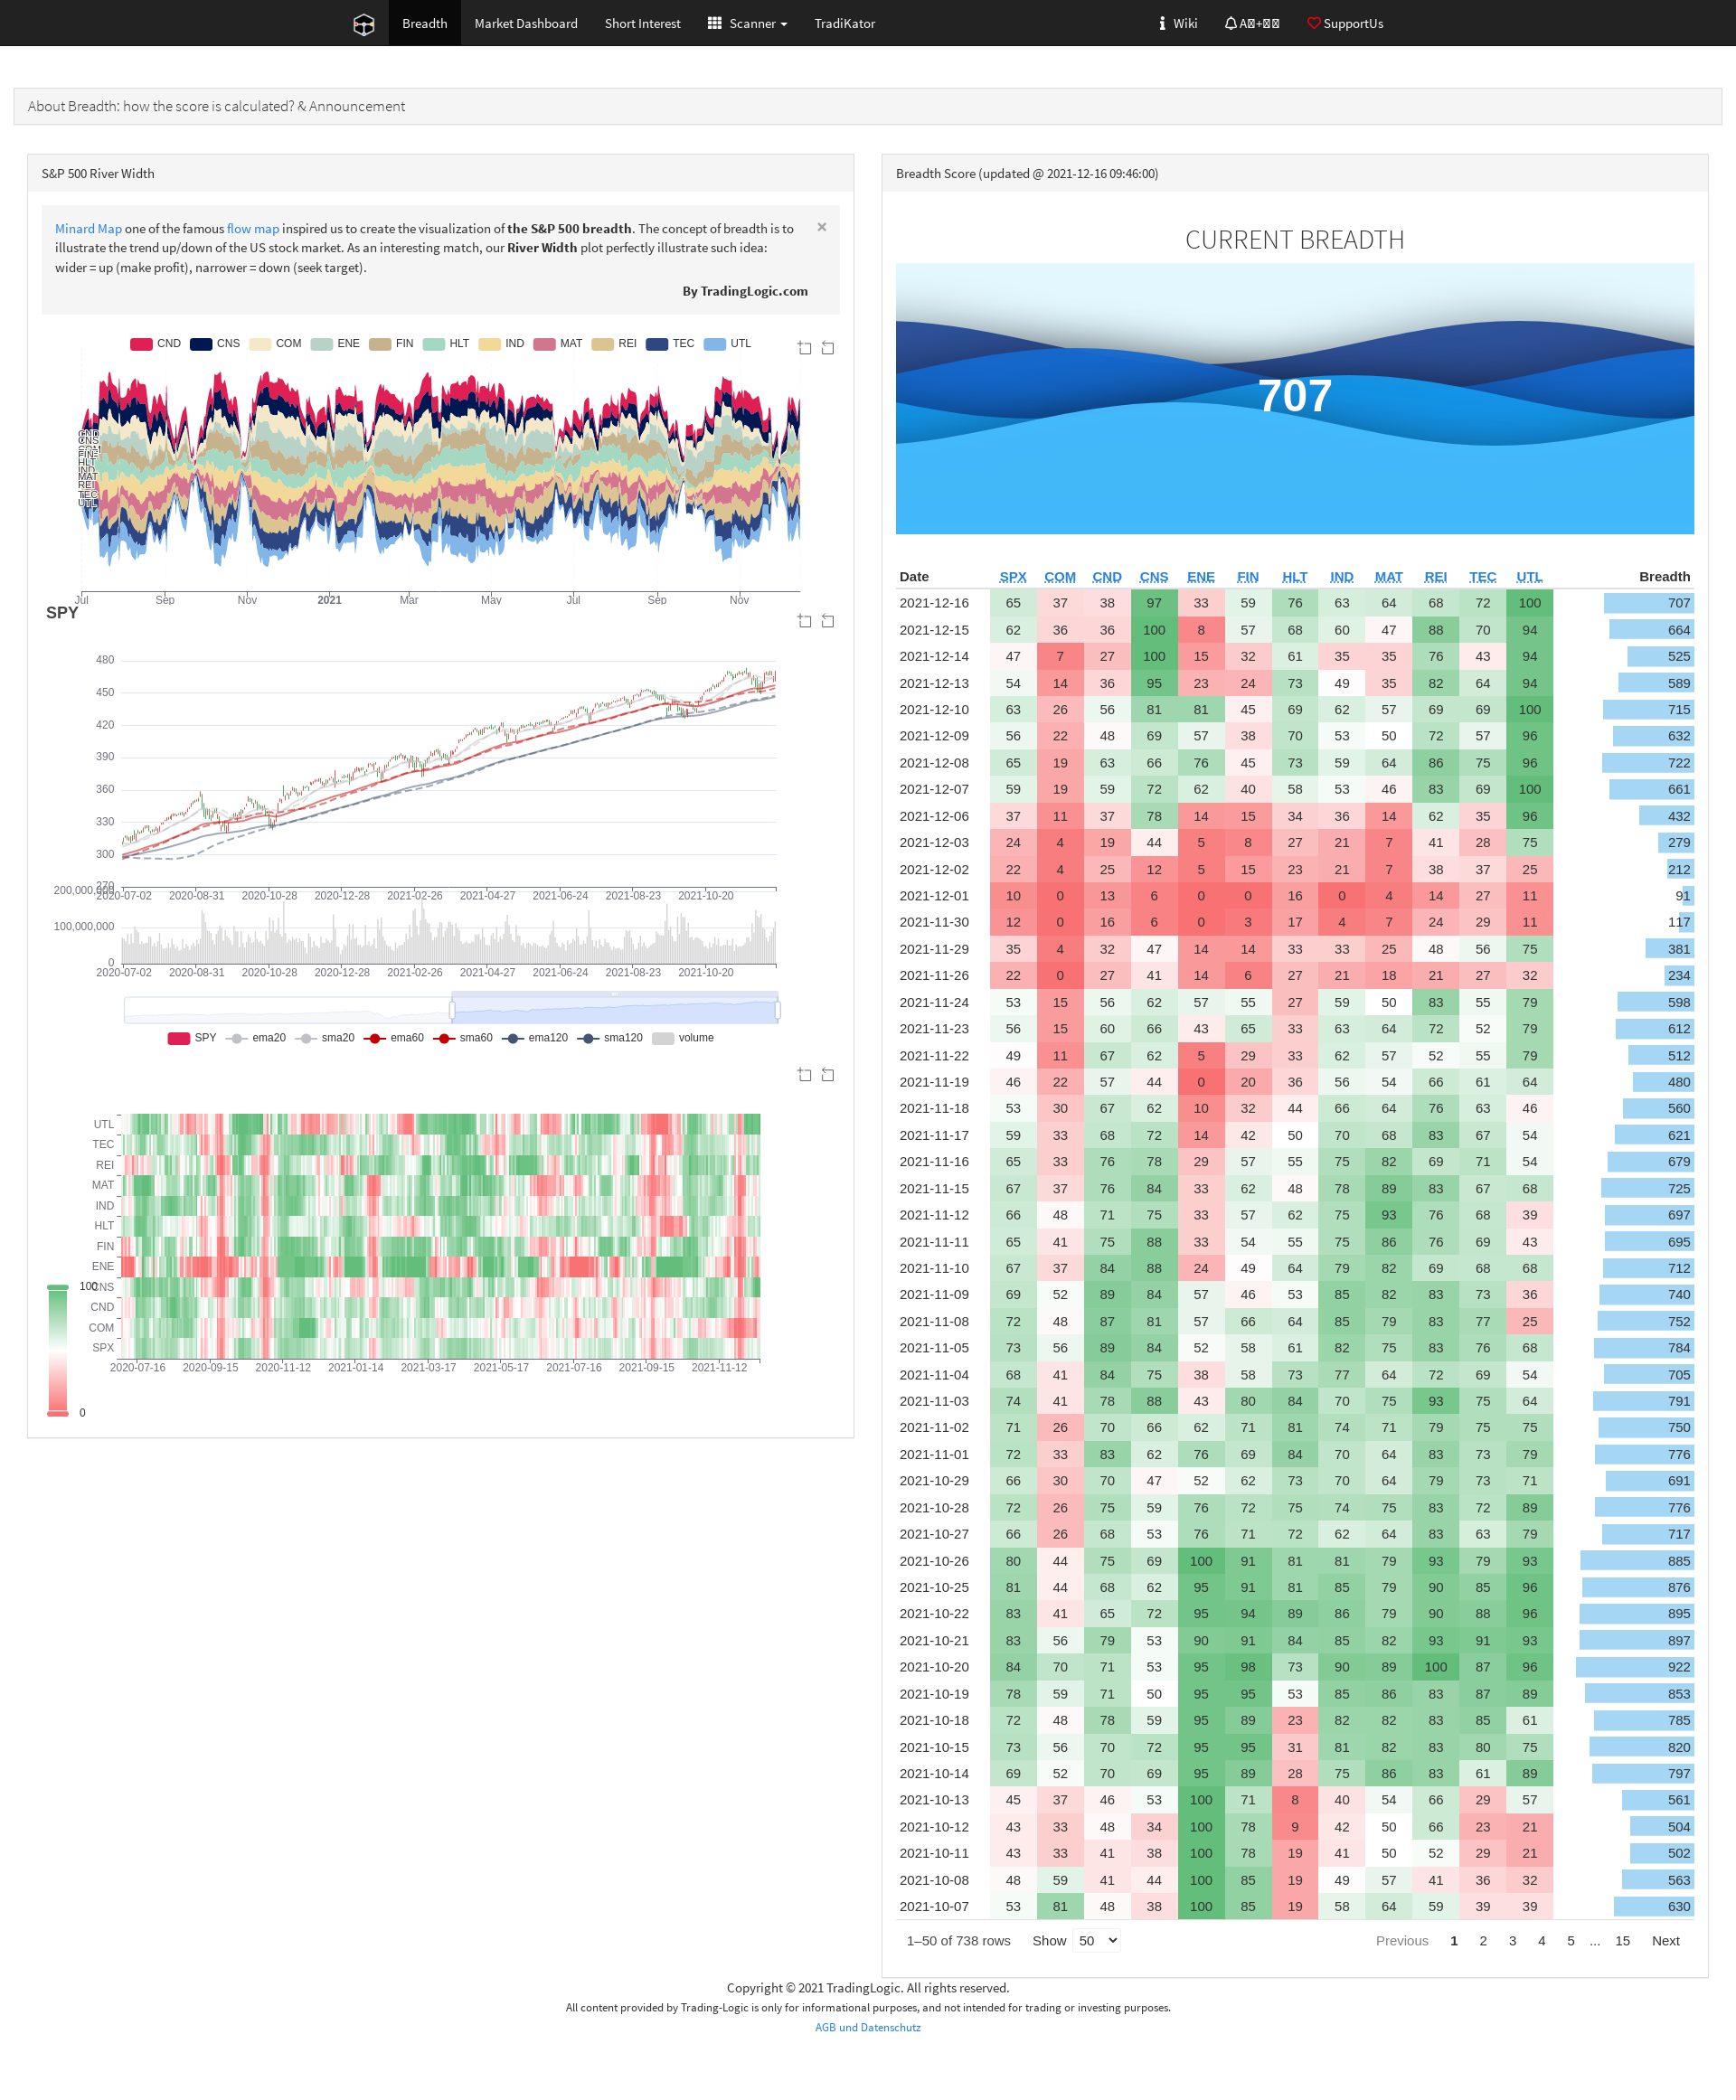 Breadth Market Dashboard Short Interest Scanner TradiKator Wiki SupportUs
About Breadth: how the score is calculated? & Announcement
S&P 500 River Width
Minard Map one of the famous flow map inspired us to create the visualization of the S&P 500 breadth. The concept of breadth is to
illustrate the trend up/down of the US stock market. As an interesting match, our River Width plot perfectly illustrate such idea:
wider = up (make profit), narrower = down (seek target).
×
By TradingLogic.com
CND CNS COM ENE FIN HLT IND MAT REI TEC UTL
CND
CNS
COM
FIN
HLT
IND
MAT
REI
TEC
UTL
Jul Sep Nov 2021 Mar May Jul Sep Nov
SPY
480
450
420
390
360
330
300
270
2020-07-02 2020-08-31 2020-10-28 2020-12-28 2021-02-26 2021-04-27 2021-06-24 2021-08-23 2021-10-20
200,000,000
100,000,000
0
2020-07-02 2020-08-31 2020-10-28 2020-12-28 2021-02-26 2021-04-27 2021-06-24 2021-08-23 2021-10-20
SPY ema20 sma20 ema60 sma60 ema120 sma120 volume
UTL
TEC
REI
MAT
IND
HLT
FIN
ENE
CNS
CND
COM
SPX
2020-07-16 2020-09-15 2020-11-12 2021-01-14 2021-03-17 2021-05-17 2021-07-16 2021-09-15 2021-11-12
100
0
Breadth Score (updated @ 2021-12-16 09:46:00)
CURRENT BREADTH
707
Date SPX COM CND CNS ENE FIN HLT IND MAT REI TEC UTL Breadth
2021-12-16 65 37 38 97 33 59 76 63 64 68 72 100 707
2021-12-15 62 36 36 100 8 57 68 60 47 88 70 94 664
2021-12-14 47 7 27 100 15 32 61 35 35 76 43 94 525
2021-12-13 54 14 36 95 23 24 73 49 35 82 64 94 589
2021-12-10 63 26 56 81 81 45 69 62 57 69 69 100 715
2021-12-09 56 22 48 69 57 38 70 53 50 72 57 96 632
2021-12-08 65 19 63 66 76 45 73 59 64 86 75 96 722
2021-12-07 59 19 59 72 62 40 58 53 46 83 69 100 661
2021-12-06 37 11 37 78 14 15 34 36 14 62 35 96 432
2021-12-03 24 4 19 44 5 8 27 21 7 41 28 75 279
2021-12-02 22 4 25 12 5 15 23 21 7 38 37 25 212
2021-12-01 10 0 13 6 0 0 16 0 4 14 27 11 91
2021-11-30 12 0 16 6 0 3 17 4 7 24 29 11 117
2021-11-29 35 4 32 47 14 14 33 33 25 48 56 75 381
2021-11-26 22 0 27 41 14 6 27 21 18 21 27 32 234
2021-11-24 53 15 56 62 57 55 27 59 50 83 55 79 598
2021-11-23 56 15 60 66 43 65 33 63 64 72 52 79 612
2021-11-22 49 11 67 62 5 29 33 62 57 52 55 79 512
2021-11-19 46 22 57 44 0 20 36 56 54 66 61 64 480
2021-11-18 53 30 67 62 10 32 44 66 64 76 63 46 560
2021-11-17 59 33 68 72 14 42 50 70 68 83 67 54 621
2021-11-16 65 33 76 78 29 57 55 75 82 69 71 54 679
2021-11-15 67 37 76 84 33 62 48 78 89 83 67 68 725
2021-11-12 66 48 71 75 33 57 62 75 93 76 68 39 697
2021-11-11 65 41 75 88 33 54 55 75 86 76 69 43 695
2021-11-10 67 37 84 88 24 49 64 79 82 69 68 68 712
2021-11-09 69 52 89 84 57 46 53 85 82 83 73 36 740
2021-11-08 72 48 87 81 57 66 64 85 79 83 77 25 752
2021-11-05 73 56 89 84 52 58 61 82 75 83 76 68 784
2021-11-04 68 41 84 75 38 58 73 77 64 72 69 54 705
2021-11-03 74 41 78 88 43 80 84 70 75 93 75 64 791
2021-11-02 71 26 70 66 62 71 81 74 71 79 75 75 750
2021-11-01 72 33 83 62 76 69 84 70 64 83 73 79 776
2021-10-29 66 30 70 47 52 62 73 70 64 79 73 71 691
2021-10-28 72 26 75 59 76 72 75 74 75 83 72 89 776
2021-10-27 66 26 68 53 76 71 72 62 64 83 63 79 717
2021-10-26 80 44 75 69 100 91 81 81 79 93 79 93 885
2021-10-25 81 44 68 62 95 91 81 85 79 90 85 96 876
2021-10-22 83 41 65 72 95 94 89 86 79 90 88 96 895
2021-10-21 83 56 79 53 90 91 84 85 82 93 91 93 897
2021-10-20 84 70 71 53 95 98 73 90 89 100 87 96 922
2021-10-19 78 59 71 50 95 95 53 85 86 83 87 89 853
2021-10-18 72 48 78 59 95 89 23 82 82 83 85 61 785
2021-10-15 73 56 70 72 95 95 31 81 82 83 80 75 820
2021-10-14 69 52 70 69 95 89 28 75 86 83 61 89 797
2021-10-13 45 37 46 53 100 71 8 40 54 66 29 57 561
2021-10-12 43 33 48 34 100 78 9 42 50 66 23 21 504
2021-10-11 43 33 41 38 100 78 19 41 50 52 29 21 502
2021-10-08 48 59 41 44 100 85 19 49 57 41 36 32 563
2021-10-07 53 81 48 38 100 85 19 58 64 59 39 39 630
1–50 of 738 rows Show 50 Previous 1 2 3 4 5 ... 15 Next
Copyright © 2021 TradingLogic. All rights reserved.
All content provided by Trading-Logic is only for informational purposes, and not intended for trading or investing purposes.
AGB und Datenschutz